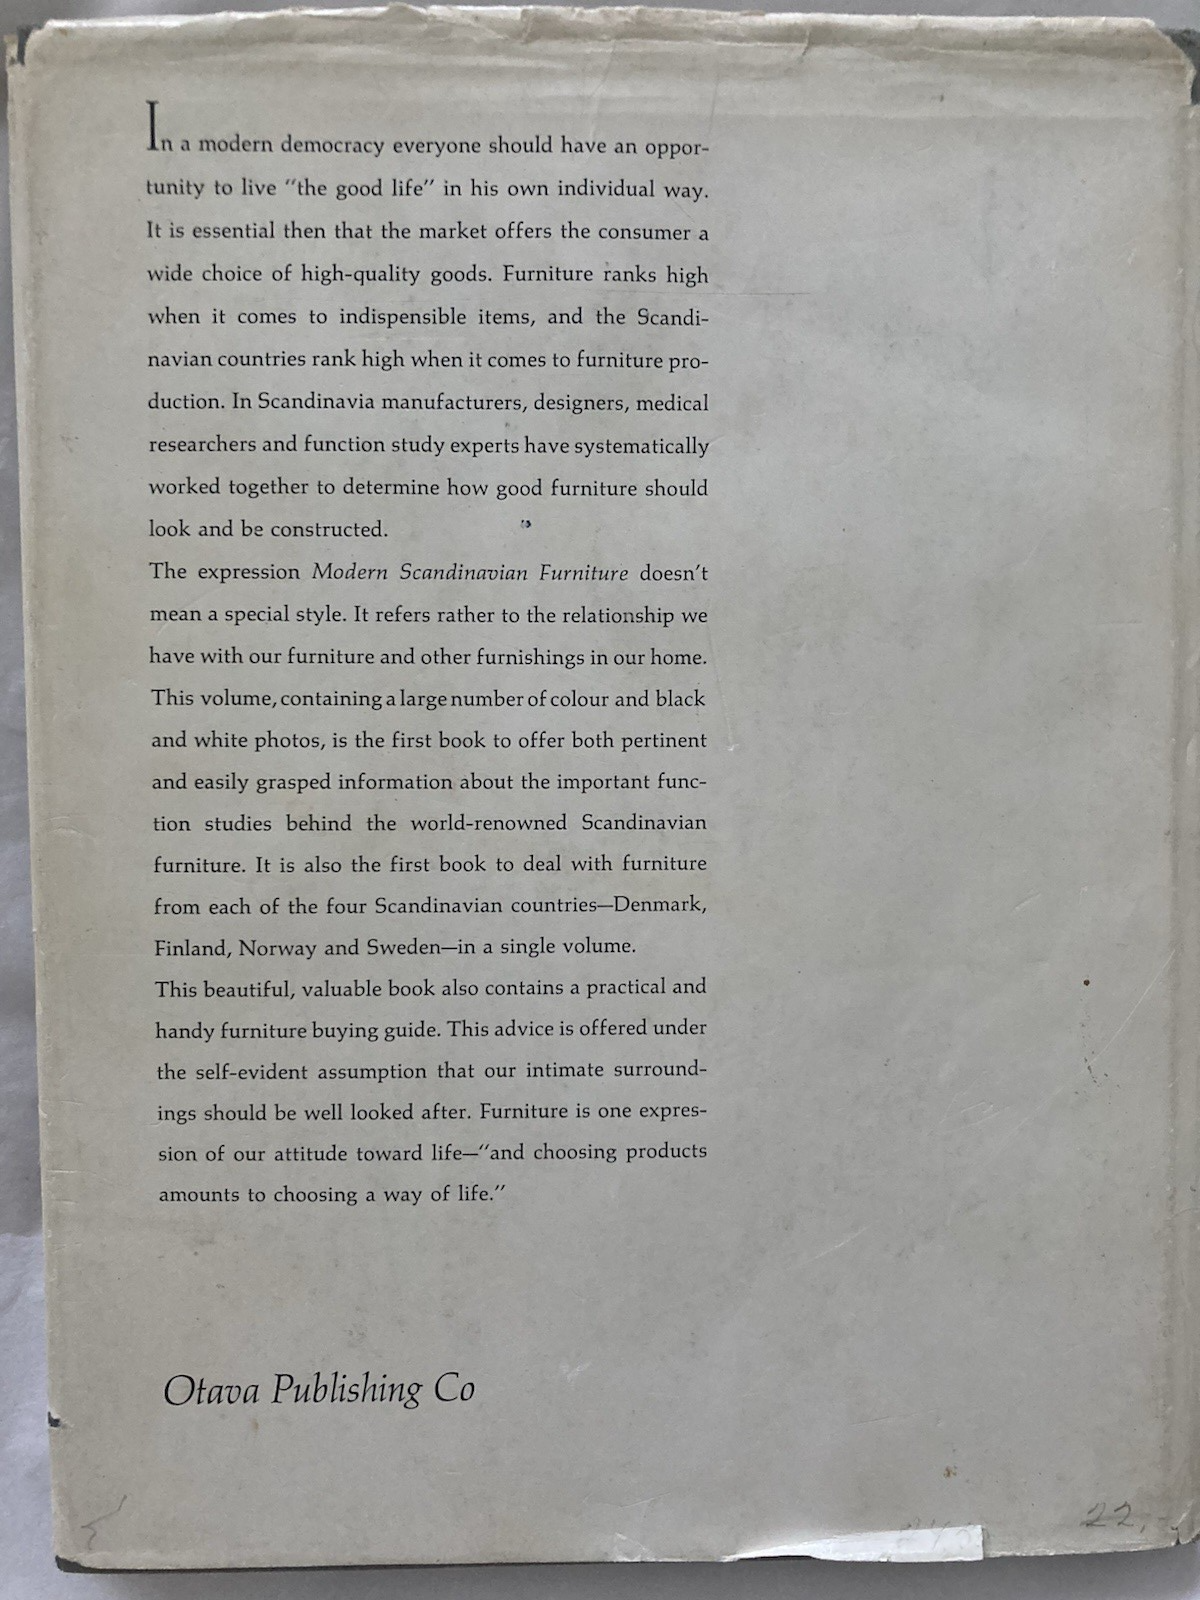 In a modern democracy everyone should have an oppor-
tunity to live "the good life" in his own individual way.
It is essential then that the market offers the consumer a
wide choice of high-quality goods. Furniture ranks high
when it comes to indispensible items, and the Scandi-
navian countries rank high when it comes to furniture pro-
duction. In Scandinavia manufacturers, designers, medical
researchers and function study experts have systematically
worked together to determine how good furniture should
look and be constructed.
The expression Modern Scandinavian Furniture doesn't
mean a special style. It refers rather to the relationship we
have with our furniture and other furnishings in our home.
This volume, containing a large number of colour and black
and white photos, is the first book to offer both pertinent
and easily grasped information about the important func-
tion studies behind the world-renowned Scandinavian
furniture. It is also the first book to deal with furniture
from each of the four Scandinavian countries—Denmark,
Finland, Norway and Sweden—in a single volume.
This beautiful, valuable book also contains a practical and
handy furniture buying guide. This advice is offered under
the self-evident assumption that our intimate surround-
ings should be well looked after. Furniture is one expres-
sion of our attitude toward life—"and choosing products
amounts to choosing a way of life."
Otava Publishing Co
22,-